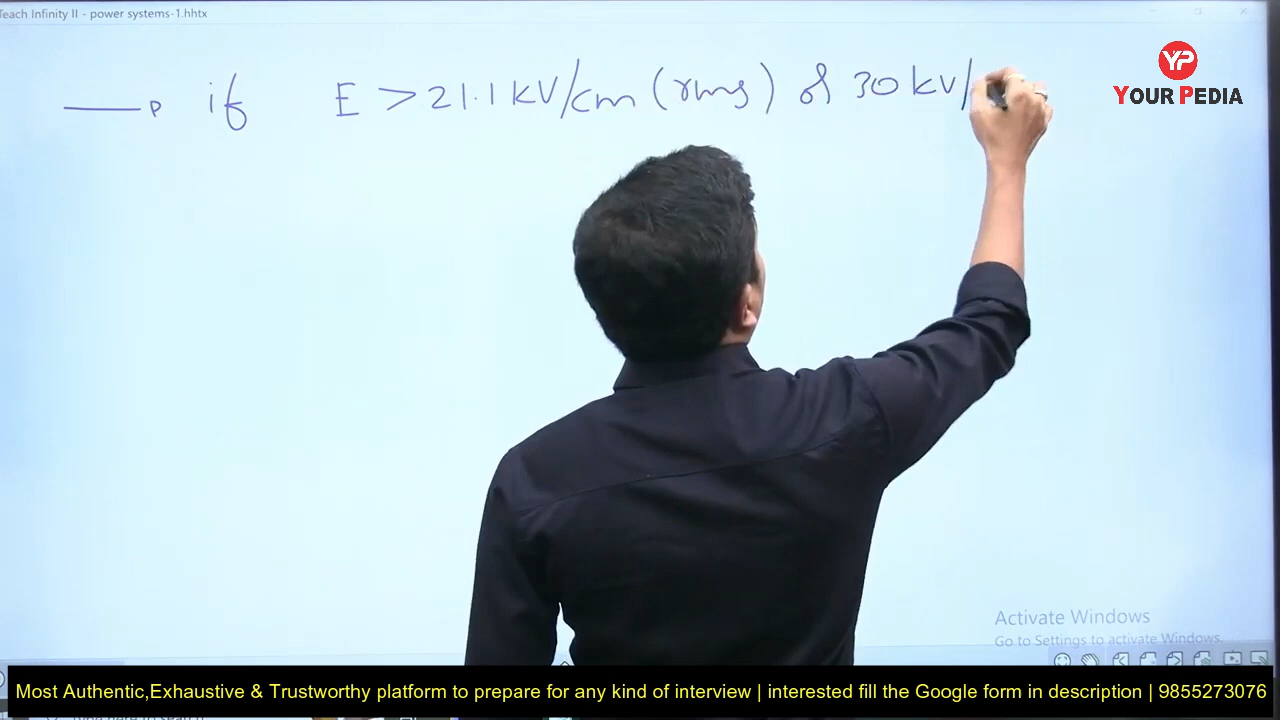 Teach Infinity II - power systems-1.hhtx
YP
YOUR PEDIA
if E > 21.1 kV/cm (rms) or 30 kV/
Activate Windows
Go to Settings to activate Windows.
Most Authentic,Exhaustive & Trustworthy platform to prepare for any kind of interview | interested fill the Google form in description | 9855273076